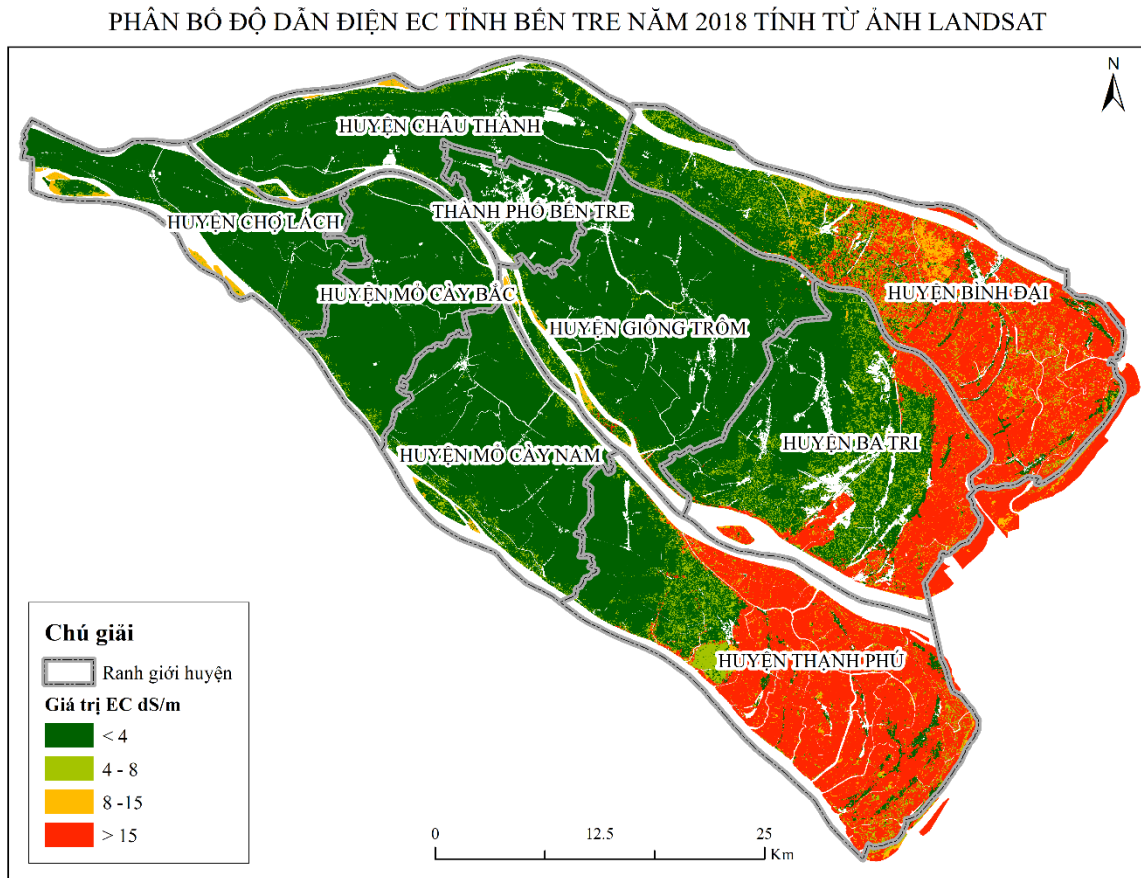 PHÂN BỐ ĐỘ DẪN ĐIỆN EC TỈNH BẾN TRE NĂM 2018 TÍNH TỪ ẢNH LANDSAT
N
HUYỆN CHÂU THÀNH
THÀNH PHỐ BẾN TRE
HUYỆN CHỢ LÁCH
HUYỆN MỎ CÀY BẮC
HUYỆN BÌNH ĐẠI
HUYỆN GIỒNG TRÔM
HUYỆN BA TRI
HUYỆN MỎ CÀY NAM
HUYỆN THẠNH PHÚ
Chú giải
Ranh giới huyện
Giá trị EC dS/m
< 4
4 - 8
8 -15
> 15
0 12.5 25
Km